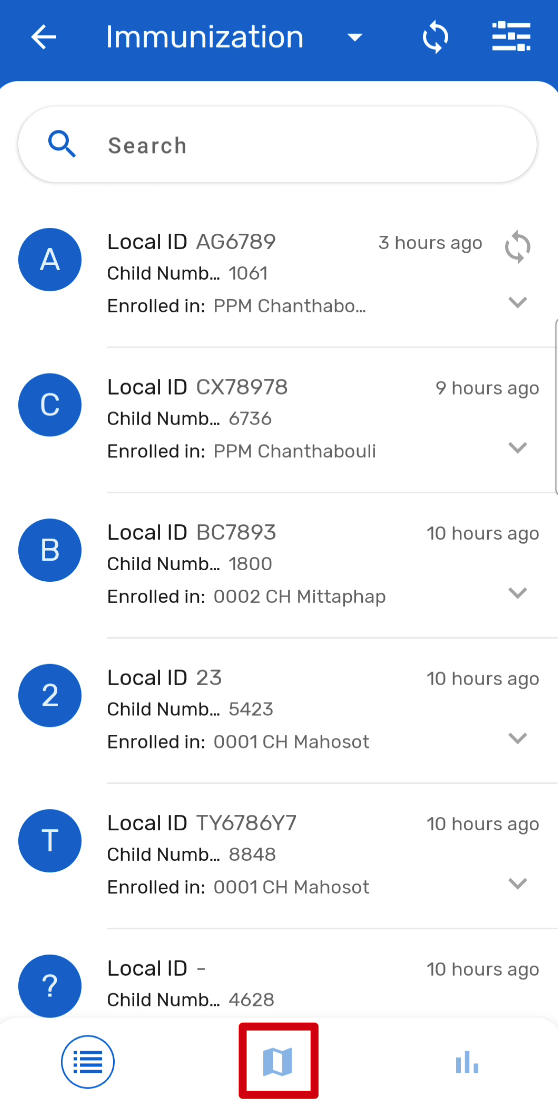 Immunization
Search
A
Local ID AG6789 3 hours ago
Child Numb... 1061
Enrolled in: PPM Chanthabo...
C
Local ID CX78978 9 hours ago
Child Numb... 6736
Enrolled in: PPM Chanthabouli
B
Local ID BC7893 10 hours ago
Child Numb... 1800
Enrolled in: 0002 CH Mittaphap
2
Local ID 23 10 hours ago
Child Numb... 5423
Enrolled in: 0001 CH Mahosot
T
Local ID TY6786Y7 10 hours ago
Child Numb... 8848
Enrolled in: 0001 CH Mahosot
?
Local ID - 10 hours ago
Child Numb... 4628